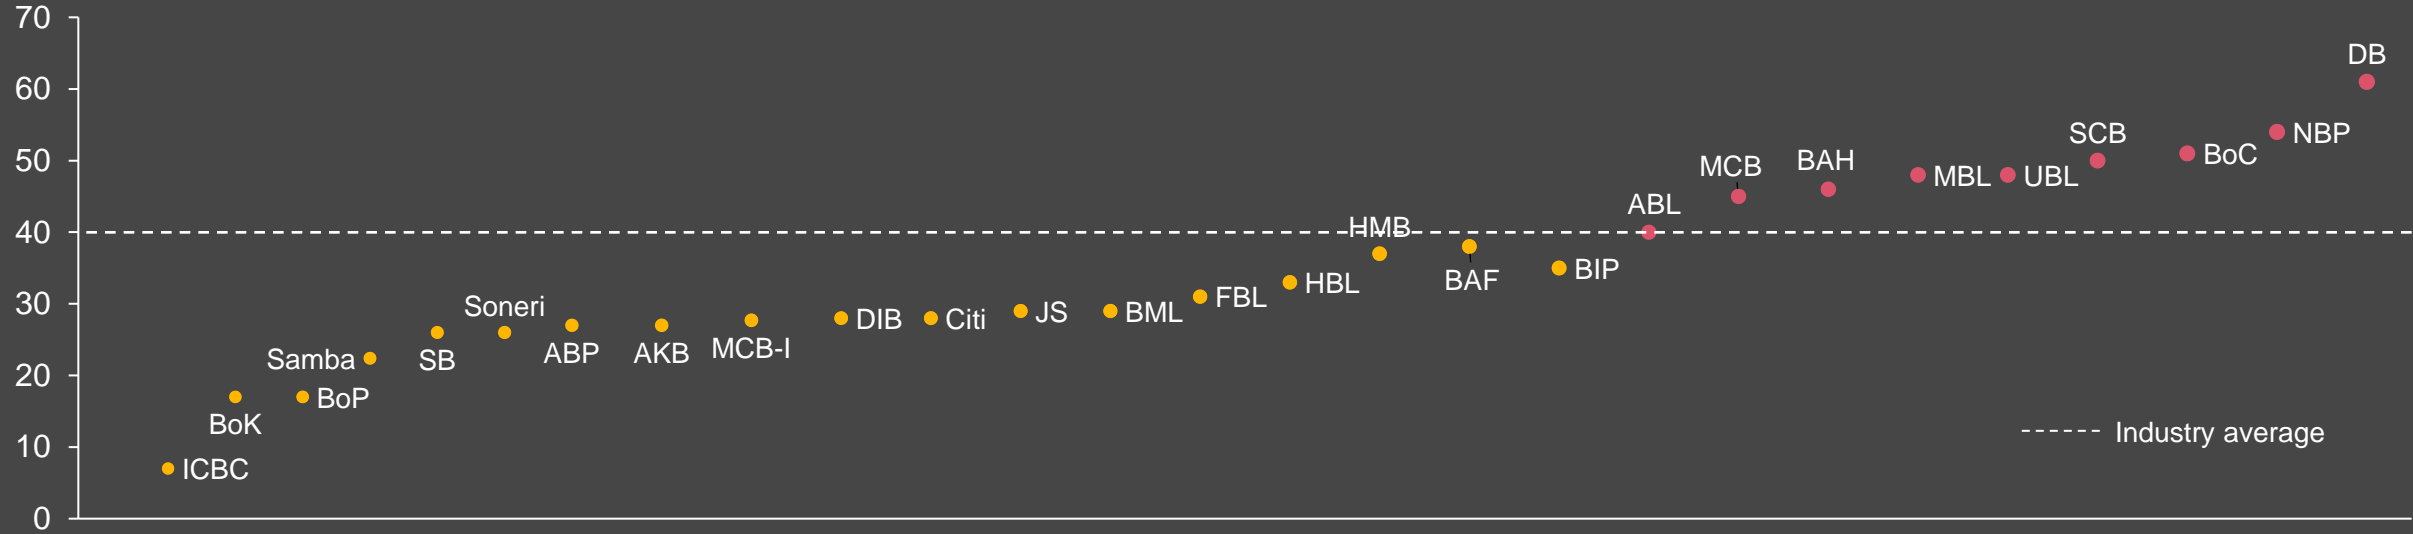 70
60
50
40
30
20
10
0
ICBC
BoK
BoP
Samba
SB
Soneri
ABP
AKB
MCB-I
DIB
Citi
JS
BML
FBL
HBL
HMB
BAF
BIP
ABL
MCB
BAH
MBL
UBL
SCB
BoC
NBP
DB
Industry average